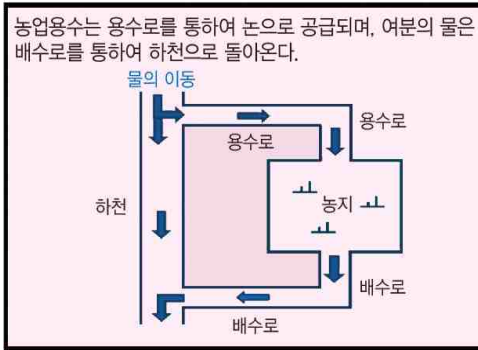 농업용수는 용수로를 통하여 논으로 공급되며, 여분의 물은
배수로를 통하여 하천으로 돌아온다.
물의 이동
용수로
용수로
하천
농지
배수로
배수로